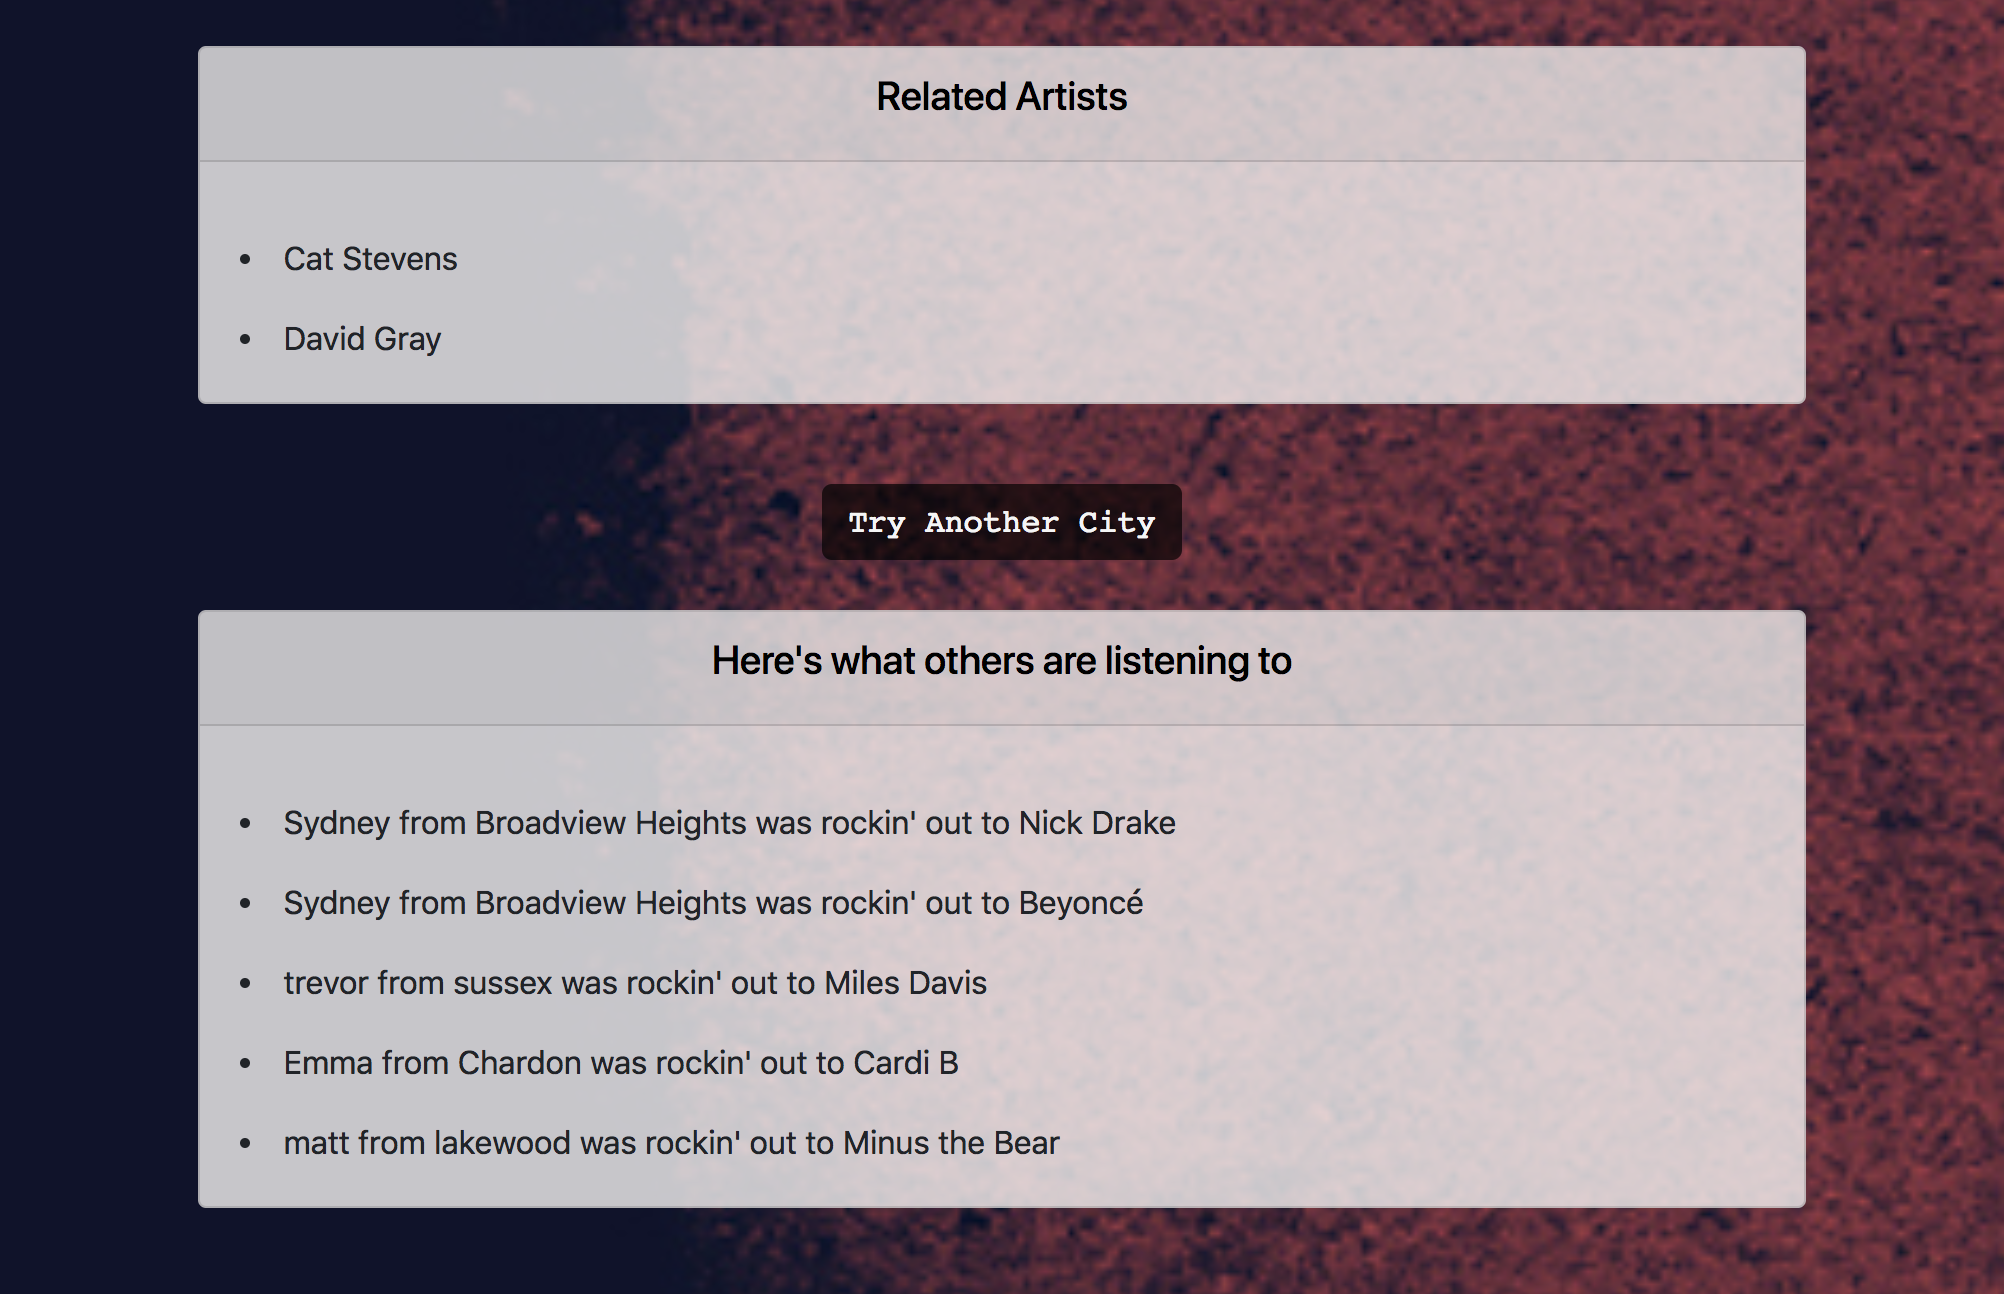 Related Artists
Cat Stevens
David Gray
Try Another City
Here's what others are listening to
Sydney from Broadview Heights was rockin' out to Nick Drake
Sydney from Broadview Heights was rockin' out to Beyoncé
trevor from sussex was rockin' out to Miles Davis
Emma from Chardon was rockin' out to Cardi B
matt from lakewood was rockin' out to Minus the Bear